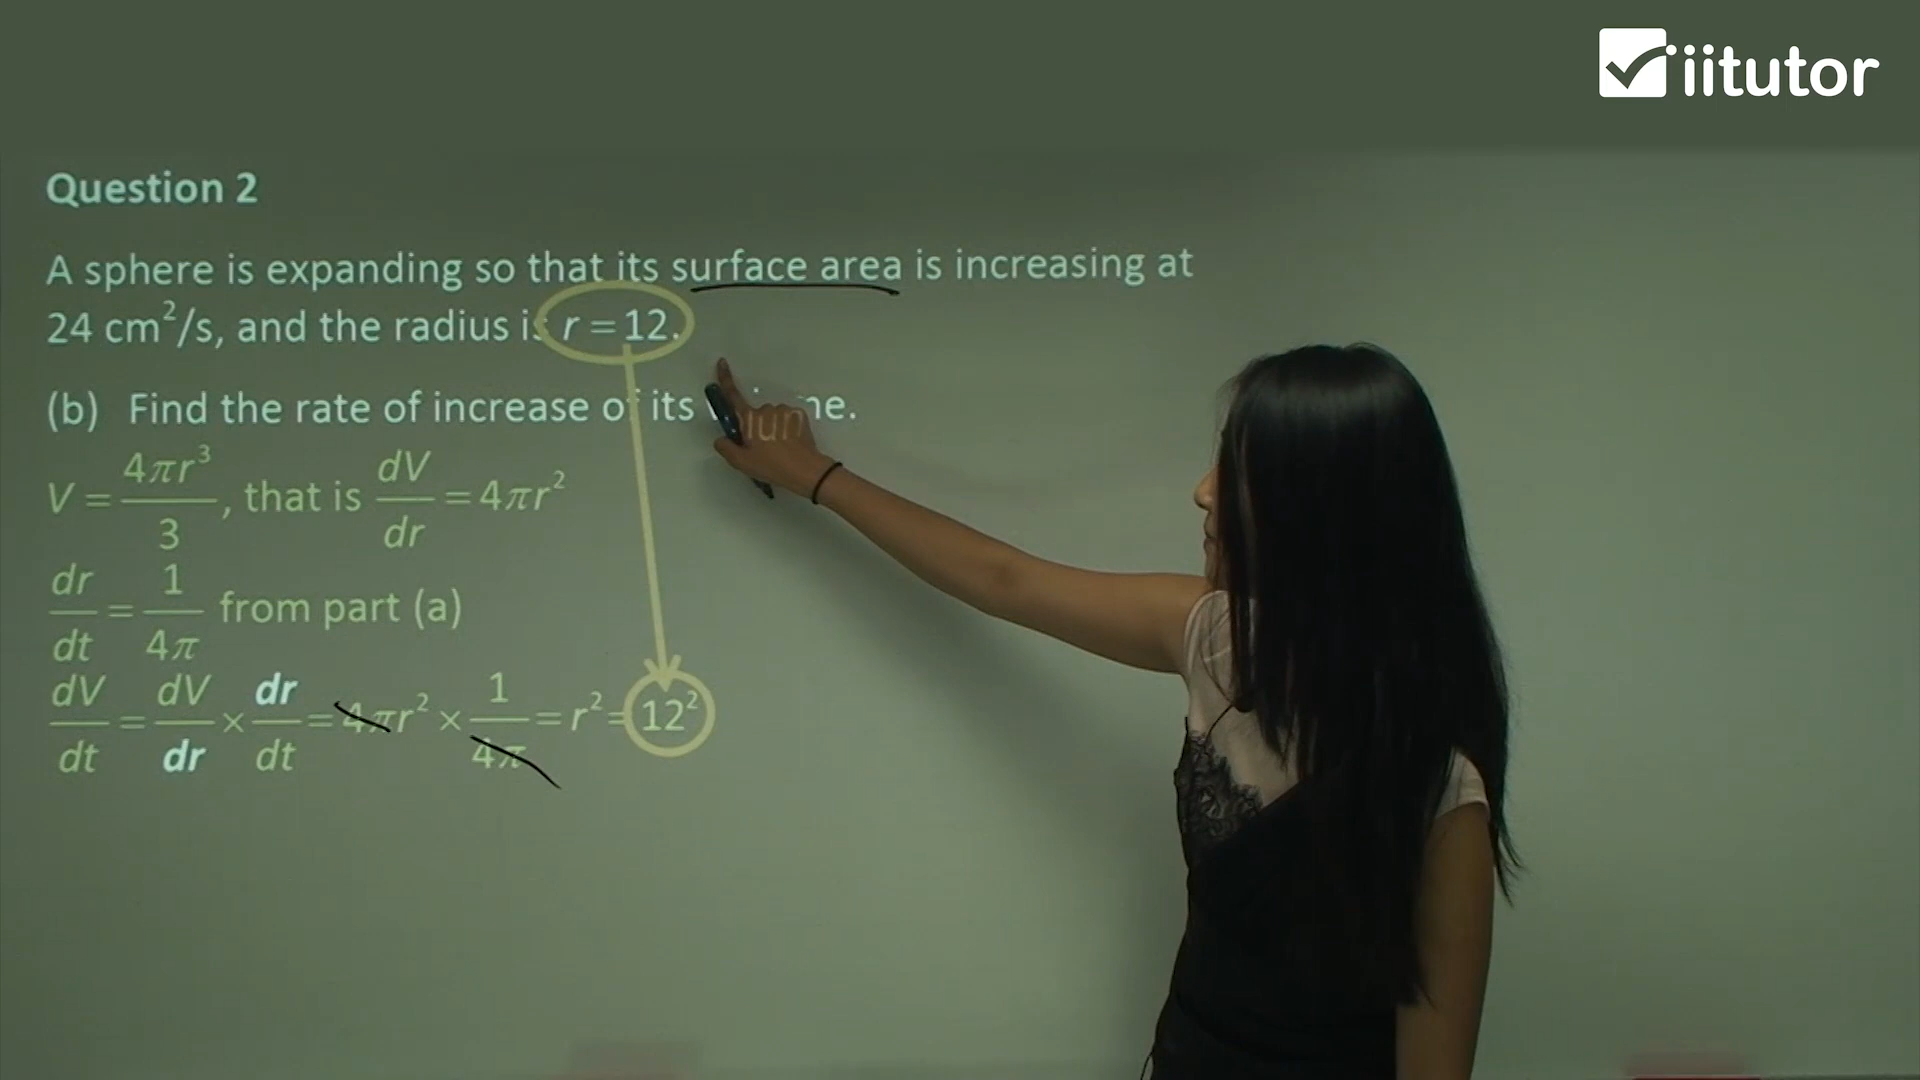 iitutor
Question 2
A sphere is expanding so that its surface area is increasing at
24 cm²/s, and the radius is r = 12.
(b) Find the rate of increase of its
V = 4πr³/3, that is dV/dr = 4πr²
dr/dt = 1/4π from part (a)
dV/dt = dV/dr × dr/dt = 4πr² × 1/4π = r² = 12²